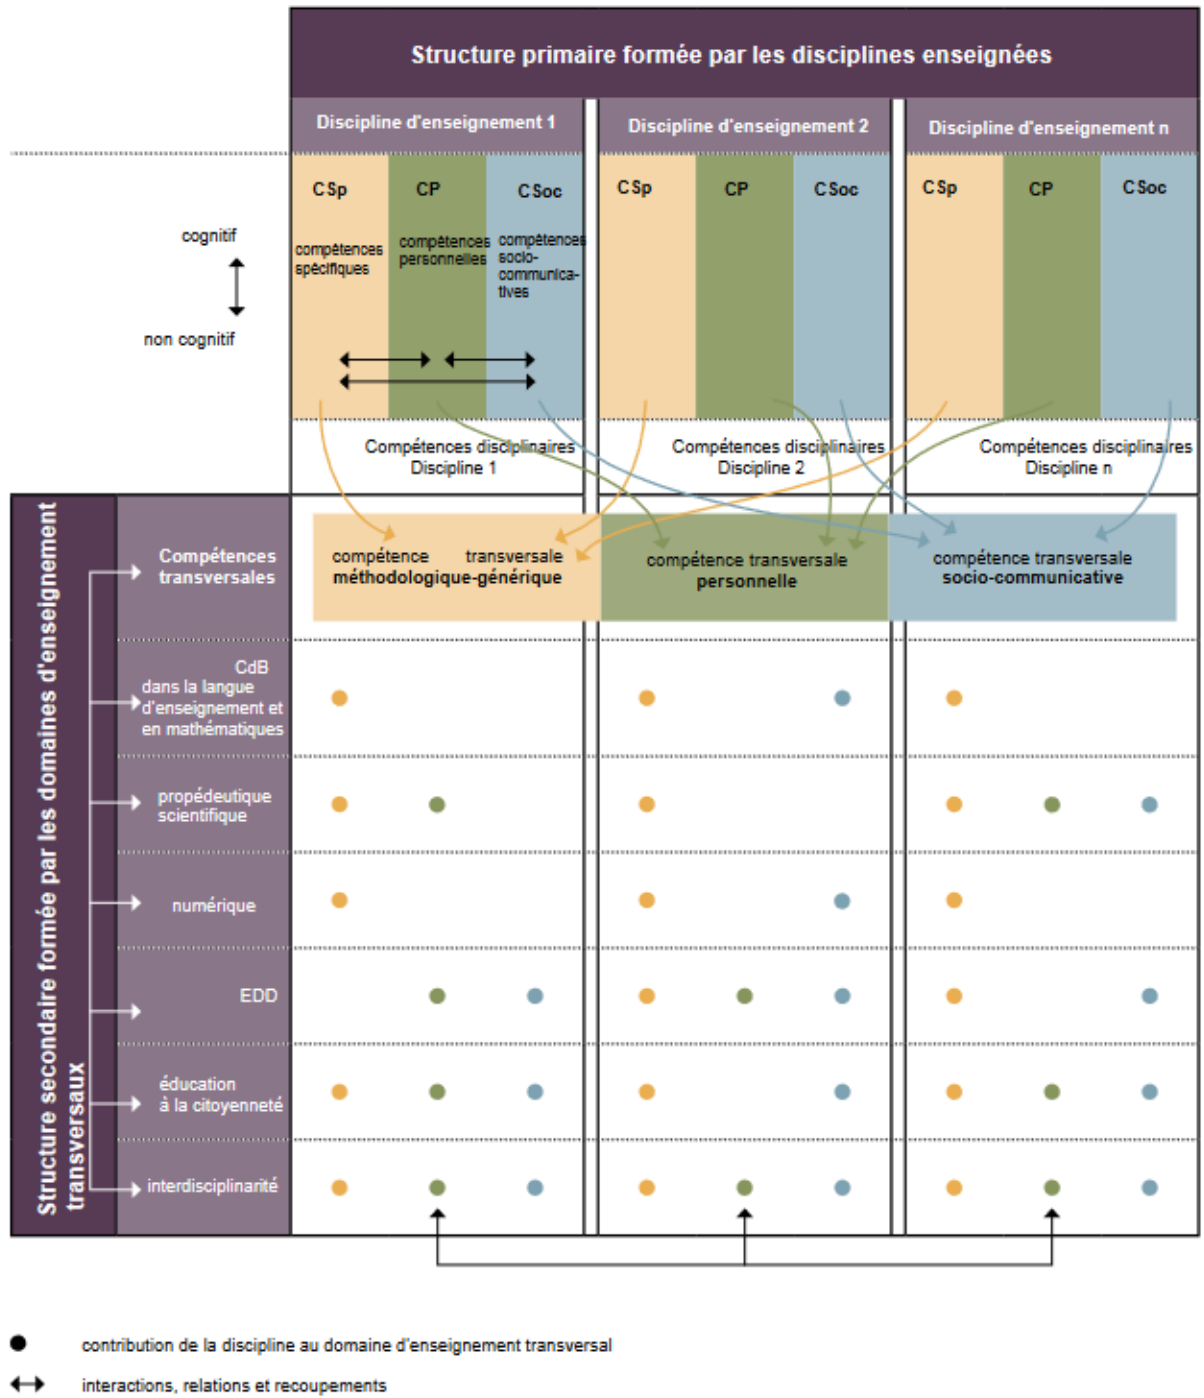 Structure primaire formée par les disciplines enseignées
Discipline d'enseignement 1
Discipline d'enseignement 2
Discipline d'enseignement n
CSp
CP
CSoc
CSp
CP
CSoc
CSp
CP
CSoc
cognitif
non cognitif
compétences
spécifiques
compétences
personnelles
compétences
socio-
communica-
tives
Compétences disciplinaires
Discipline 1
Compétences disciplinaires
Discipline 2
Compétences disciplinaires
Discipline n
Structure secondaire formée par les domaines d'enseignement
transversaux
Compétences
transversales
compétence transversale
méthodologique-générique
compétence transversale
personnelle
compétence transversale
socio-communicative
CdB
dans la langue
d'enseignement et
en mathématiques
propédeutique
scientifique
numérique
EDD
éducation
à la citoyenneté
interdisciplinarité
contribution de la discipline au domaine d'enseignement transversal
interactions, relations et recoupements